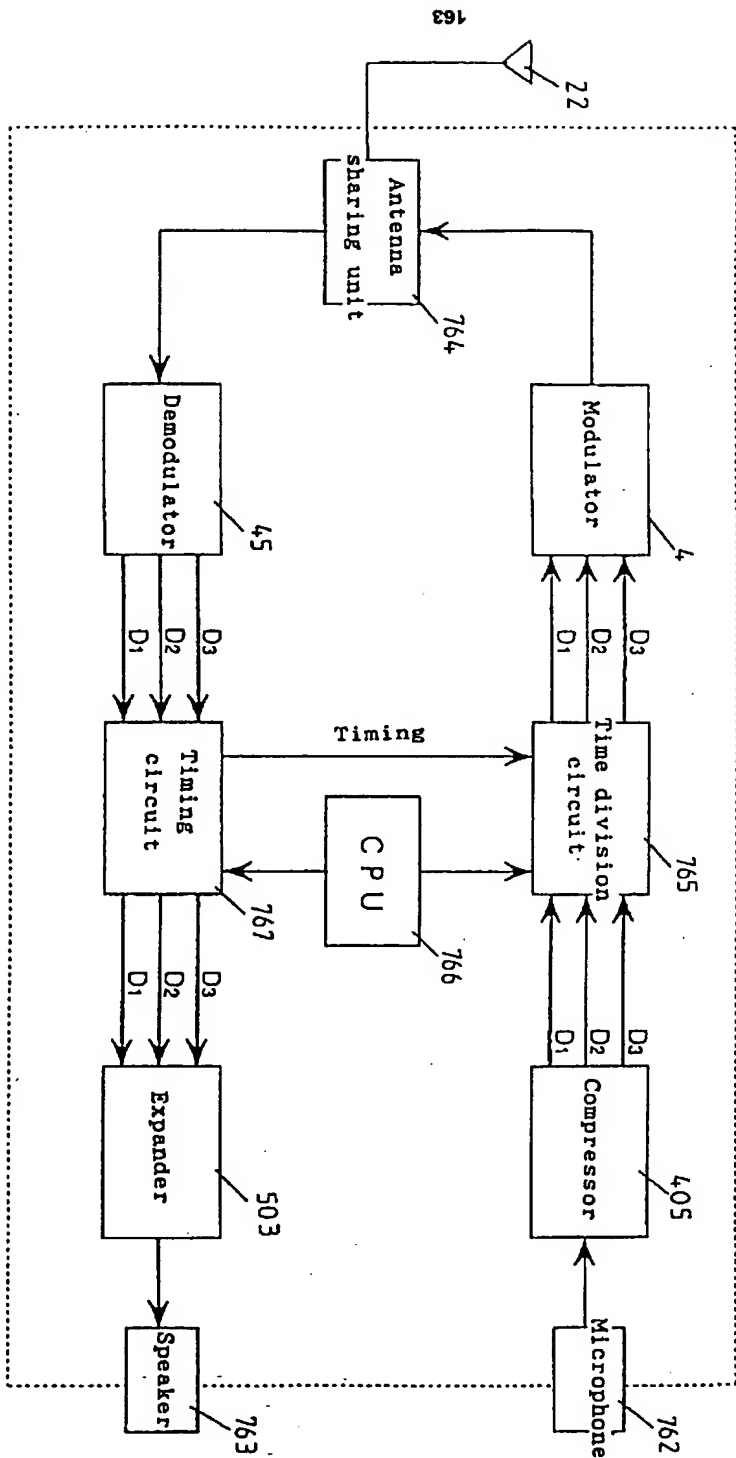 163
22
4
765
405
762
Modulator
D3
D2
D1
Time division
circuit
D3
D2
D1
Compressor
Microphone
764
Antenna
sharing unit
Timing
766
CPU
45
767
503
763
Demodulator
D3
D2
D1
Timing
circuit
D3
D2
D1
Expander
Speaker